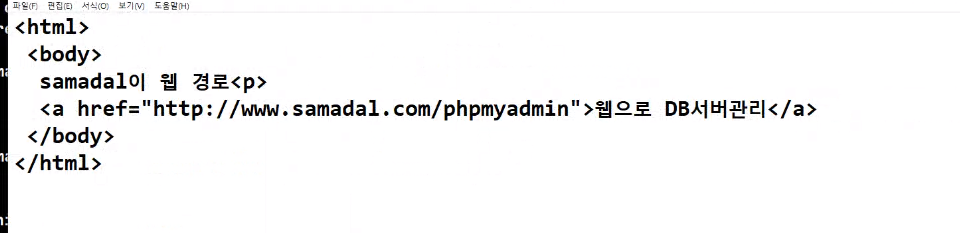 파일(F) 편집(E) 서식(O) 보기(V) 도움말(H)
<html>
<body>
samadal이 웹 경로<p>
<a href="http://www.samadal.com/phpmyadmin">웹으로 DB서버관리</a>
</body>
</html>